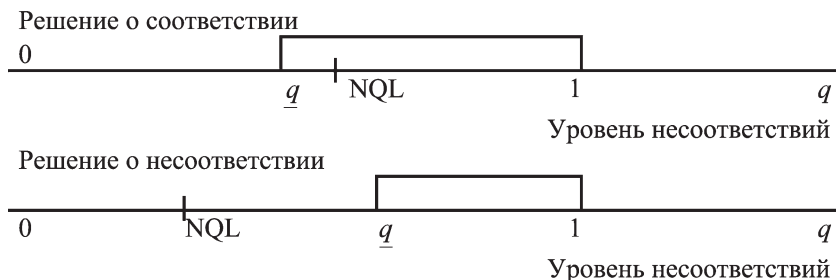 Решение о соответствии
0
q NQL 1 q
Уровень несоответствий
Решение о несоответствии
0 NQL q 1 q
Уровень несоответствий